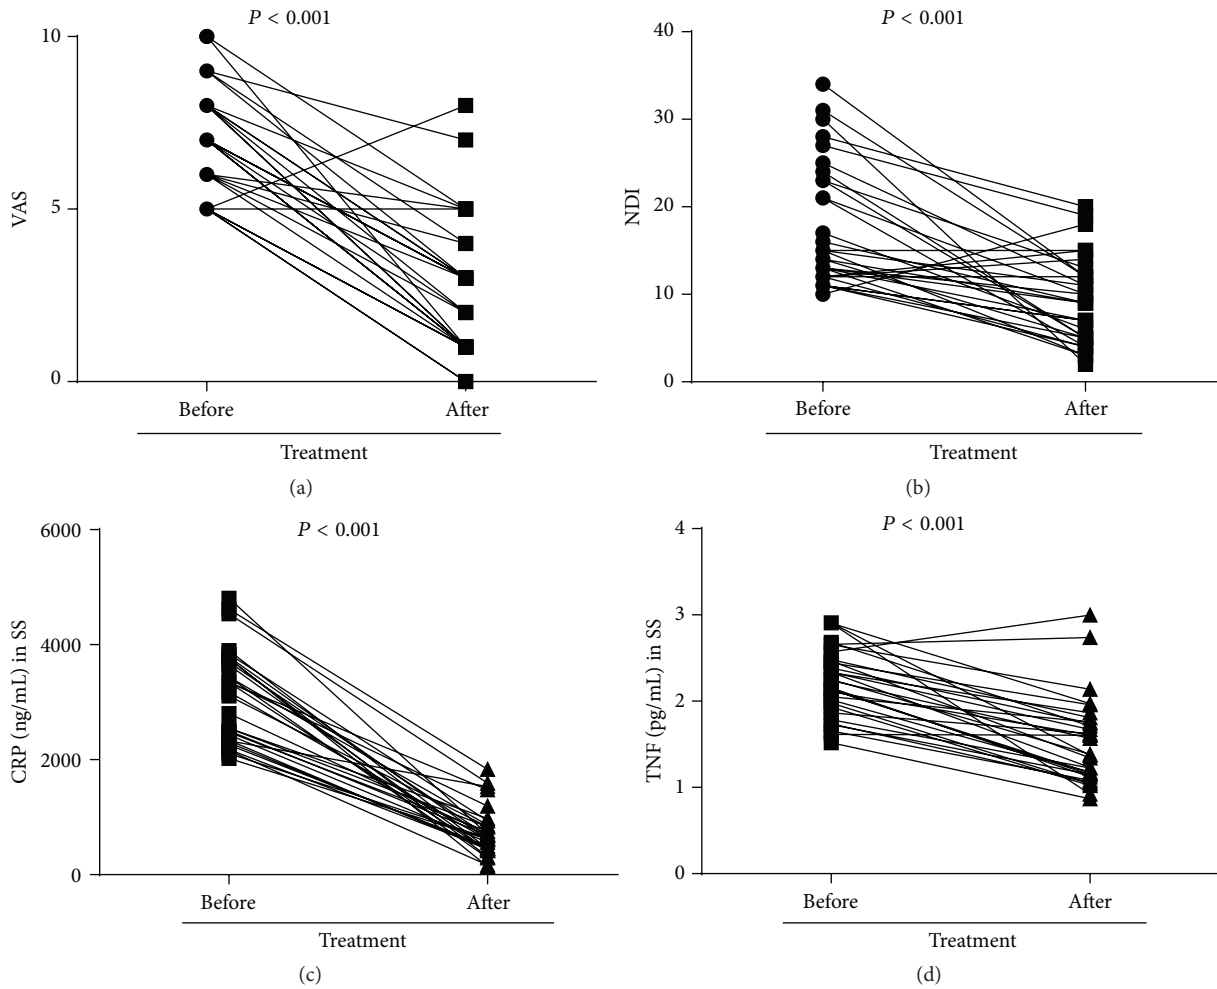 P < 0.001
10
5
0
VAS
Before
After
Treatment
(a)
P < 0.001
40
30
20
10
0
NDI
Before
After
Treatment
(b)
P < 0.001
6000
4000
2000
0
CRP (ng/mL) in SS
Before
After
Treatment
(c)
P < 0.001
4
3
2
1
0
TNF (pg/mL) in SS
Before
After
Treatment
(d)